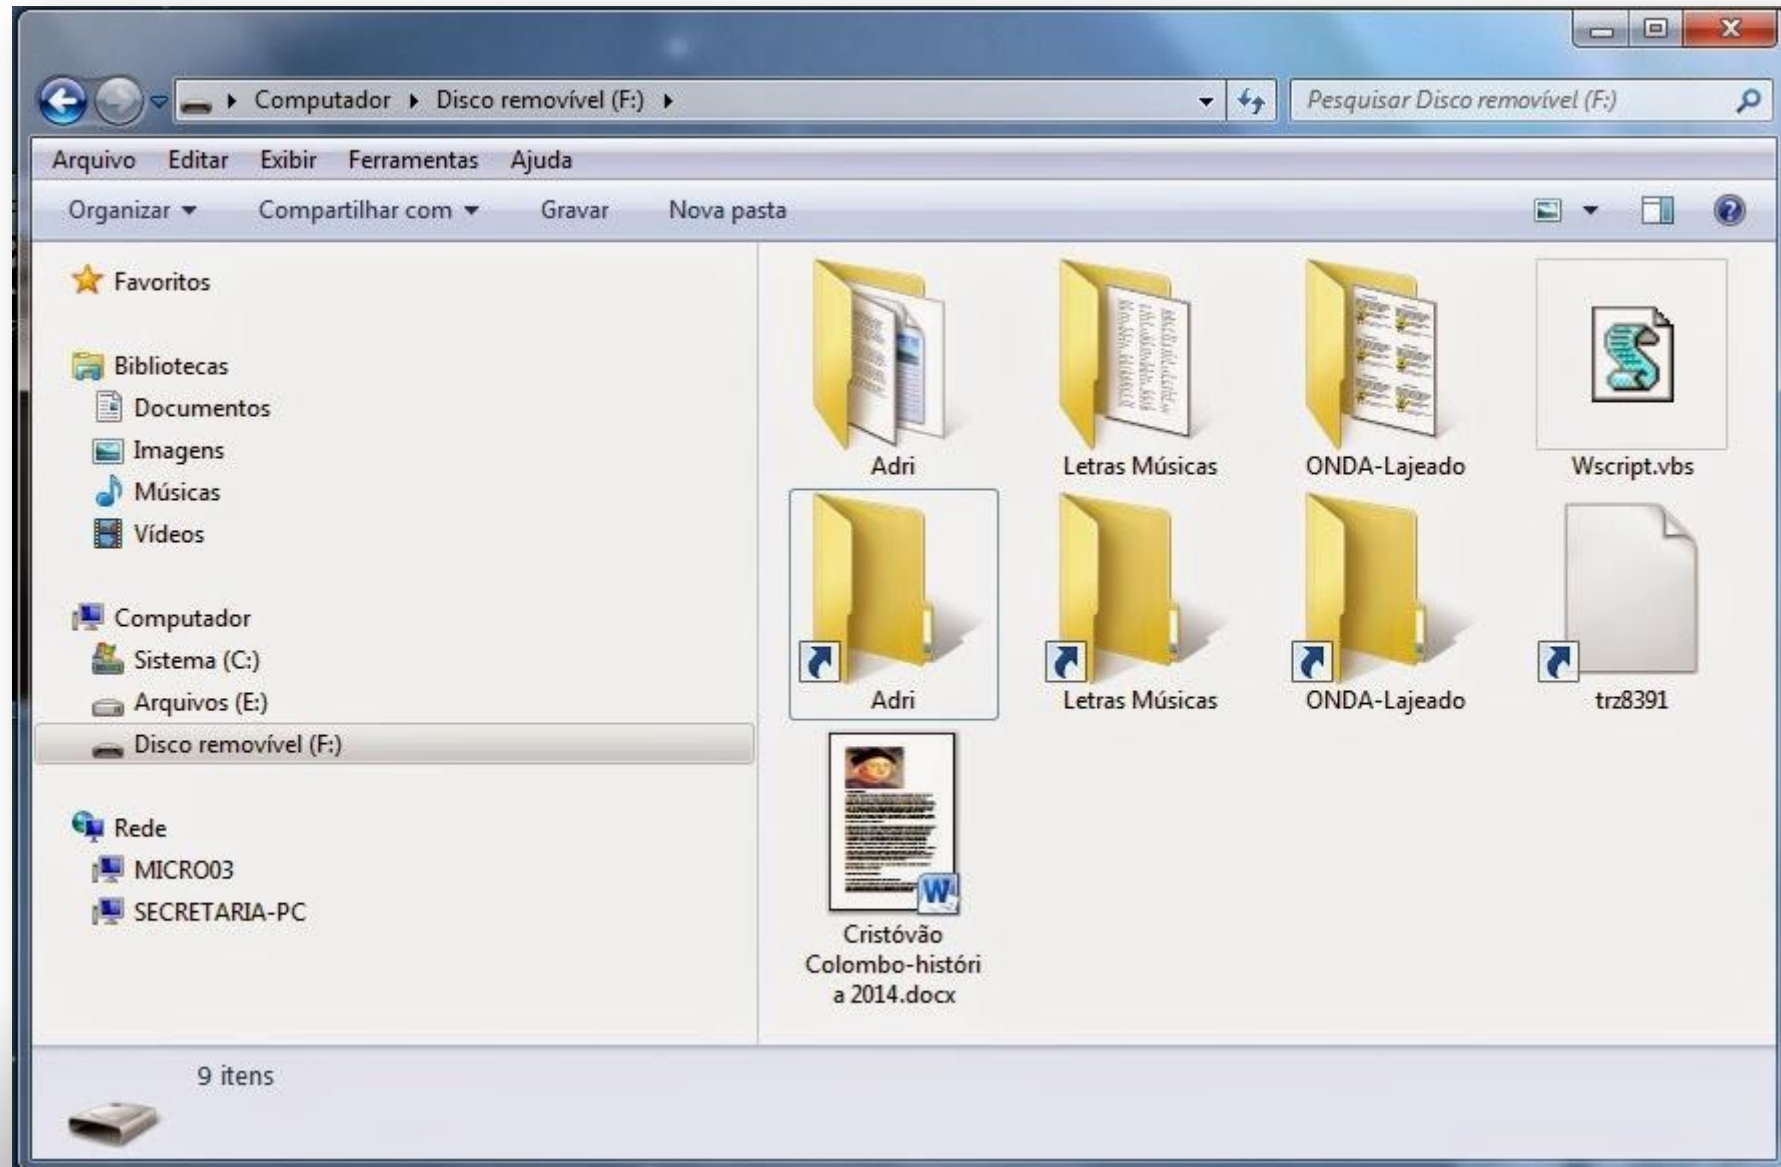 Computador Disco removível (F:)
Pesquisar Disco removível (F:)
Arquivo Editar Exibir Ferramentas Ajuda
Organizar Compartilhar com Gravar Nova pasta
Favoritos
Bibliotecas
Documentos
Imagens
Músicas
Vídeos
Computador
Sistema (C:)
Arquivos (E:)
Disco removível (F:)
Rede
MICRO03
SECRETARIA-PC
Adri
Letras Músicas
ONDA-Lajeado
Wscript.vbs
Adri
Letras Músicas
ONDA-Lajeado
trz8391
Cristóvão
Colombo-históri
a 2014.docx
9 itens